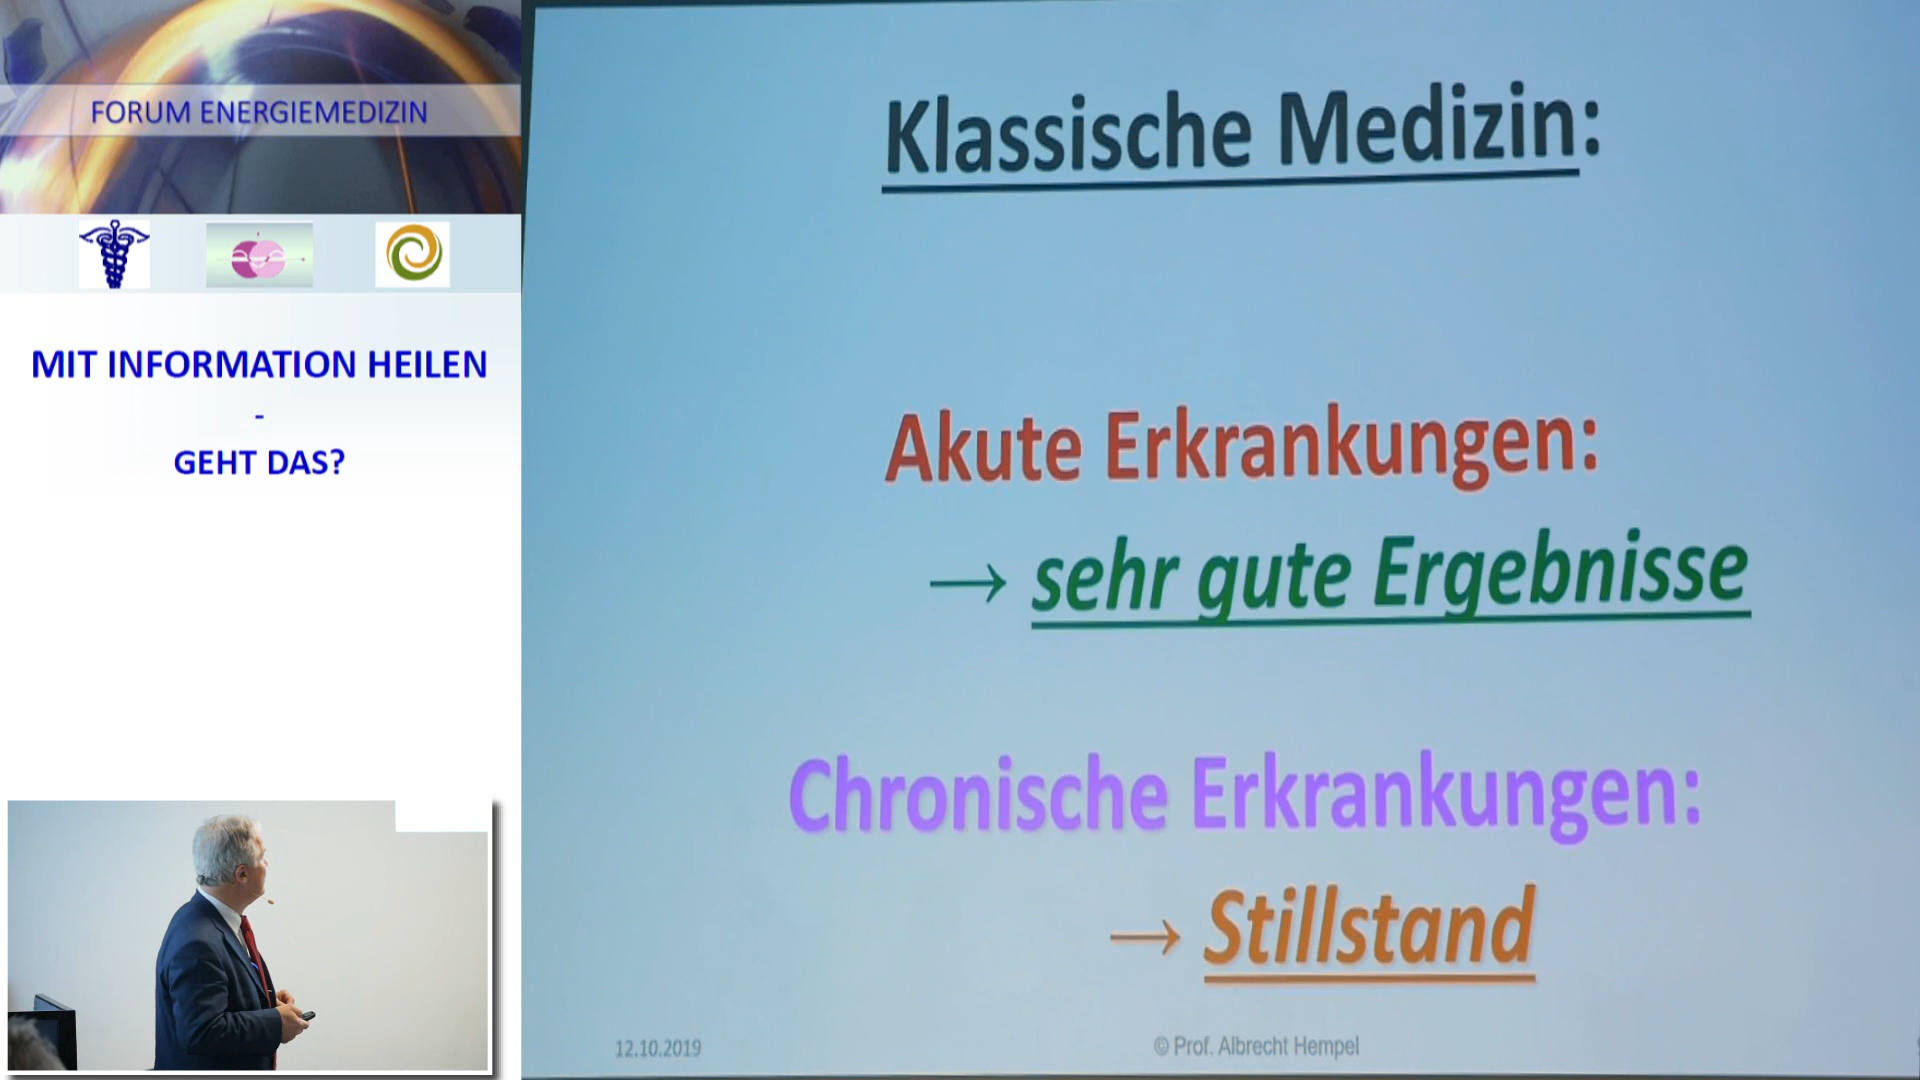 FORUM ENERGIEMEDIZIN
MIT INFORMATION HEILEN
-
GEHT DAS?
Klassische Medizin:
Akute Erkrankungen:
→ sehr gute Ergebnisse
Chronische Erkrankungen:
→ Stillstand
12.10.2019
© Prof. Albrecht Hempel